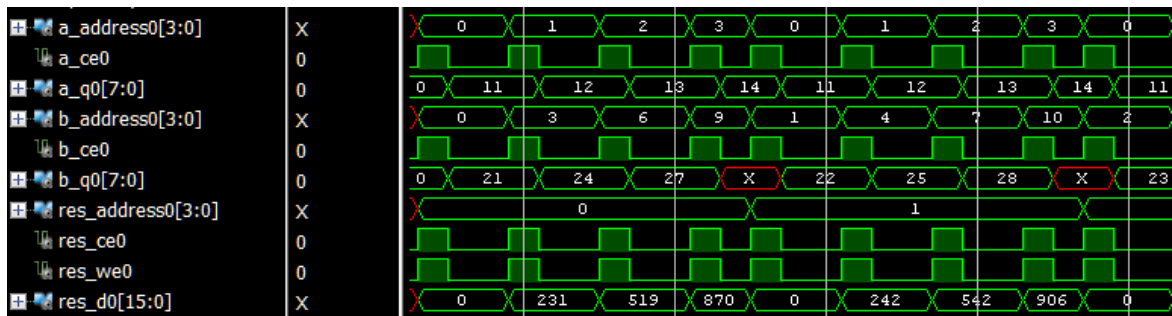 a_address0[3:0] X 0 1 2 3 0 1 2 3 0
a_ce0 0
a_q0[7:0] 0 0 11 12 13 14 11 12 13 14 11
b_address0[3:0] X 0 3 6 9 1 4 7 10 2
b_ce0 0
b_q0[7:0] 0 0 21 24 27 X 22 25 28 X 23
res_address0[3:0] X 0 1
res_ce0 0
res_we0 0
res_d0[15:0] X 0 231 519 870 0 242 542 906 0